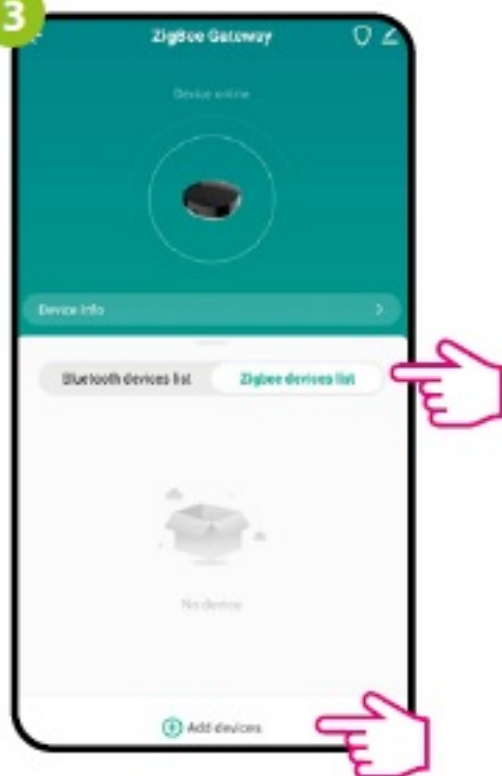 3
ZigBee Gateway
Device online
Device Info
Bluetooth devices list
Zigbee devices list
No device
Add devices